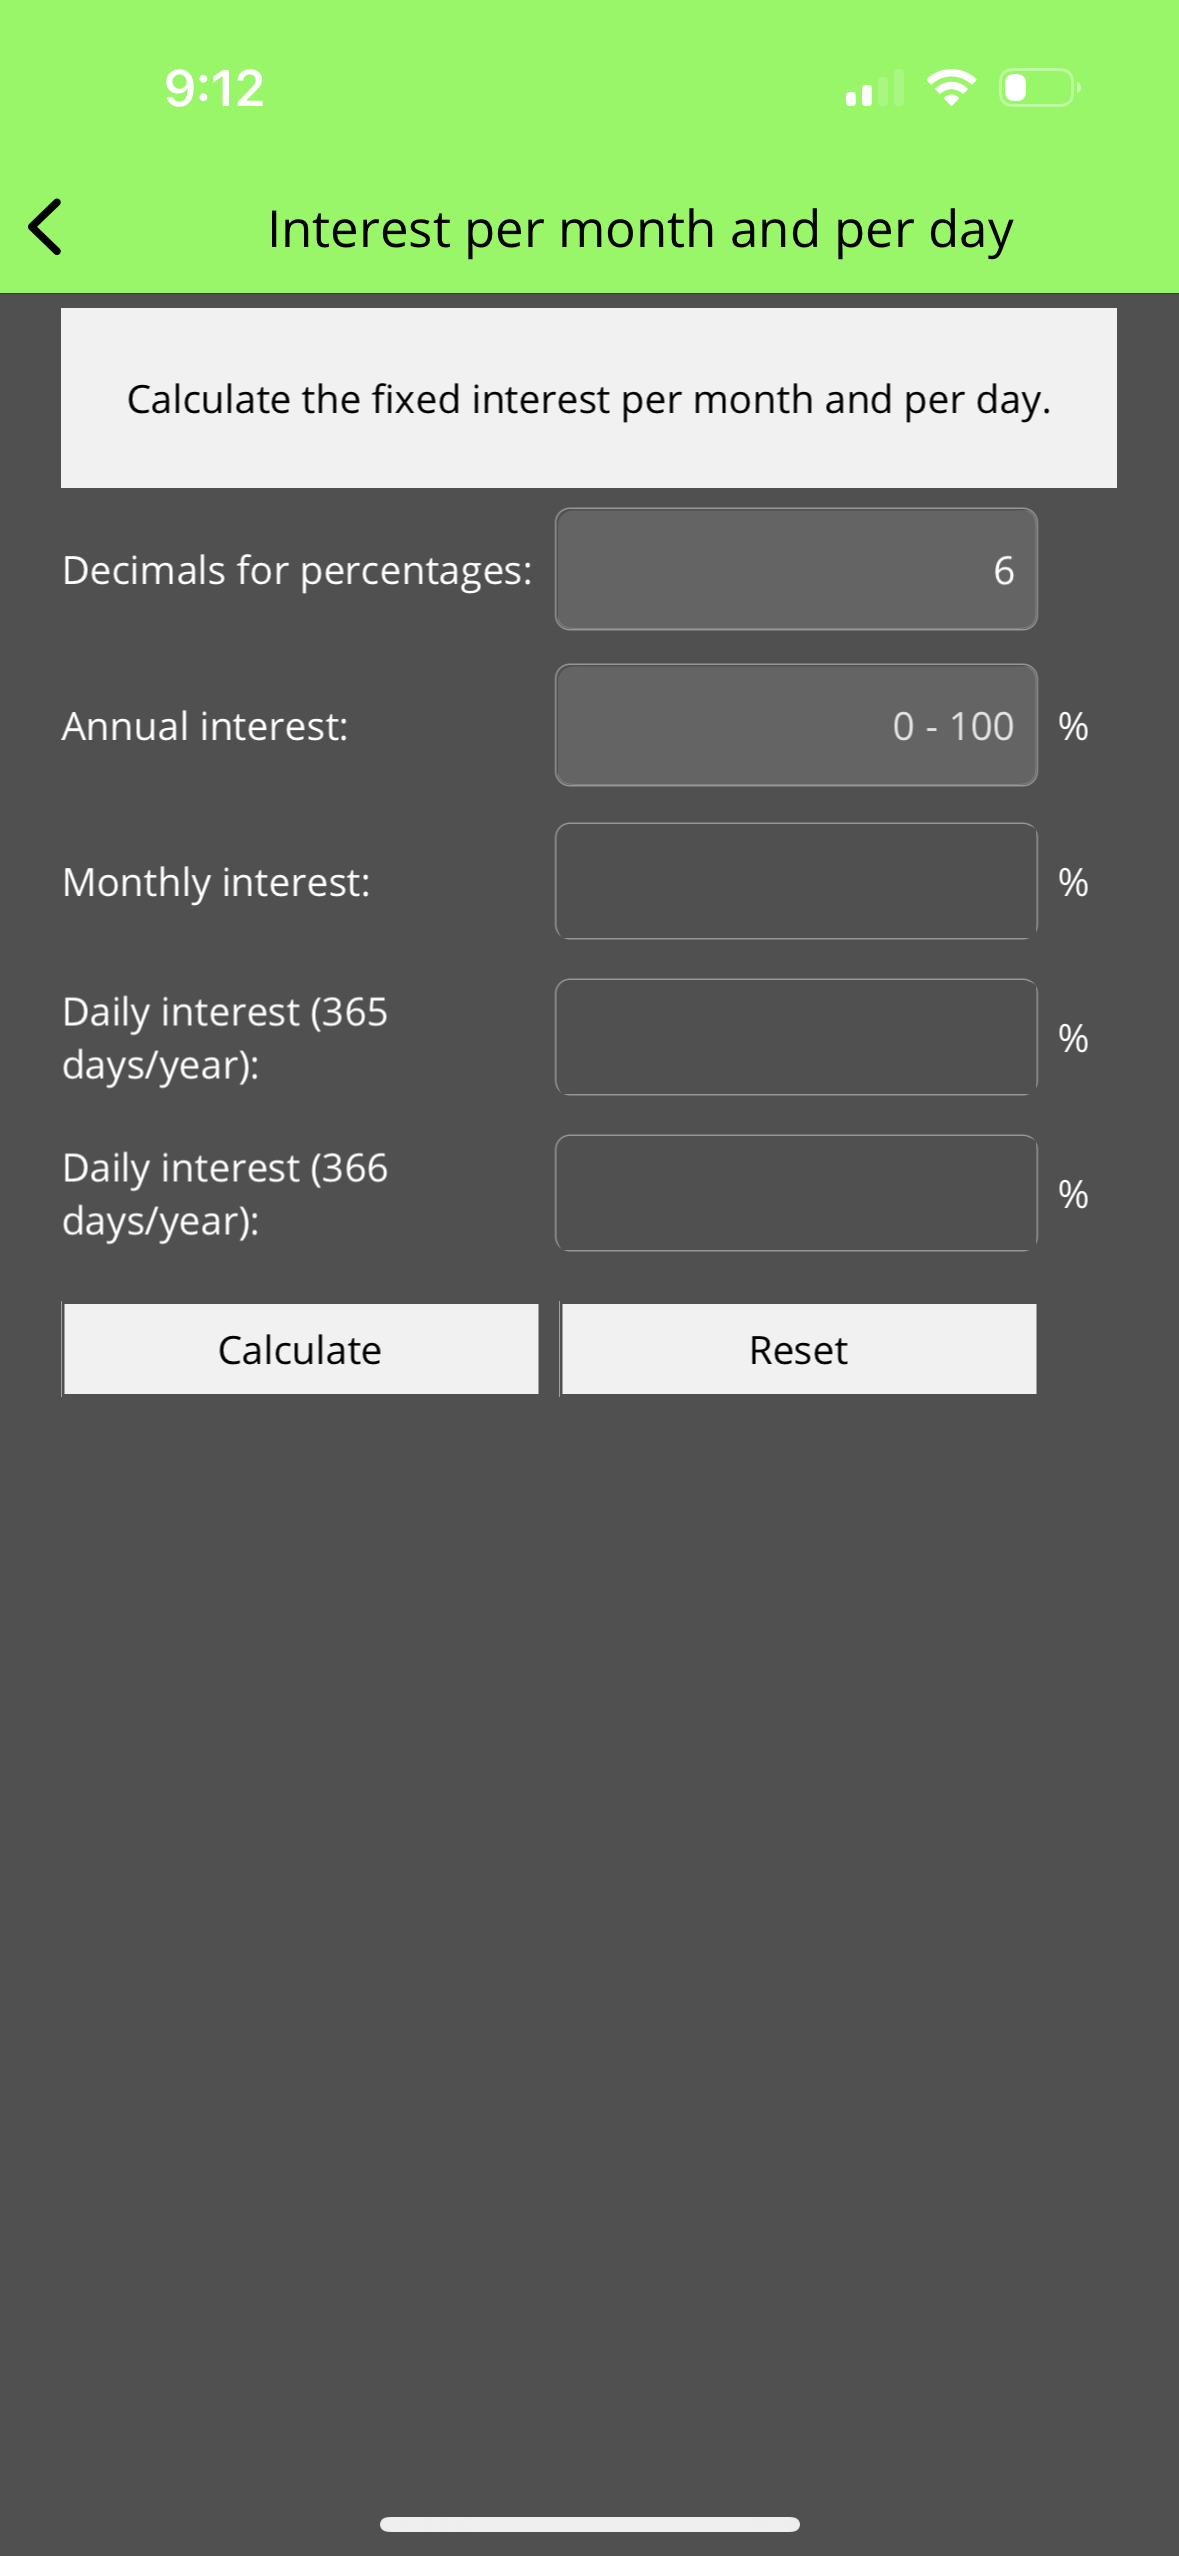 9:12
Interest per month and per day
Calculate the fixed interest per month and per day.
Decimals for percentages: 6
Annual interest: 0 - 100 %
Monthly interest: %
Daily interest (365
days/year): %
Daily interest (366
days/year): %
Calculate Reset